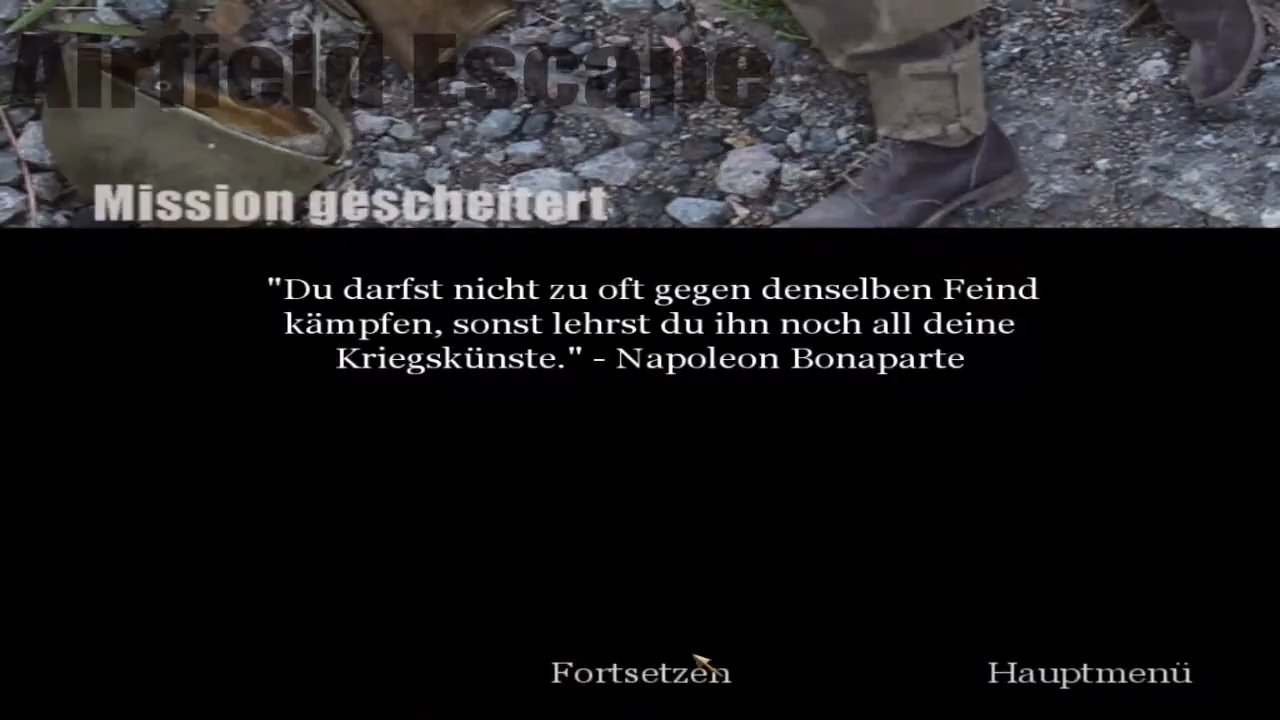 Airfield Escape
Mission gescheitert
"Du darfst nicht zu oft gegen denselben Feind
kämpfen, sonst lehrst du ihn noch all deine
Kriegskünste." - Napoleon Bonaparte
Fortsetzen
Hauptmenü